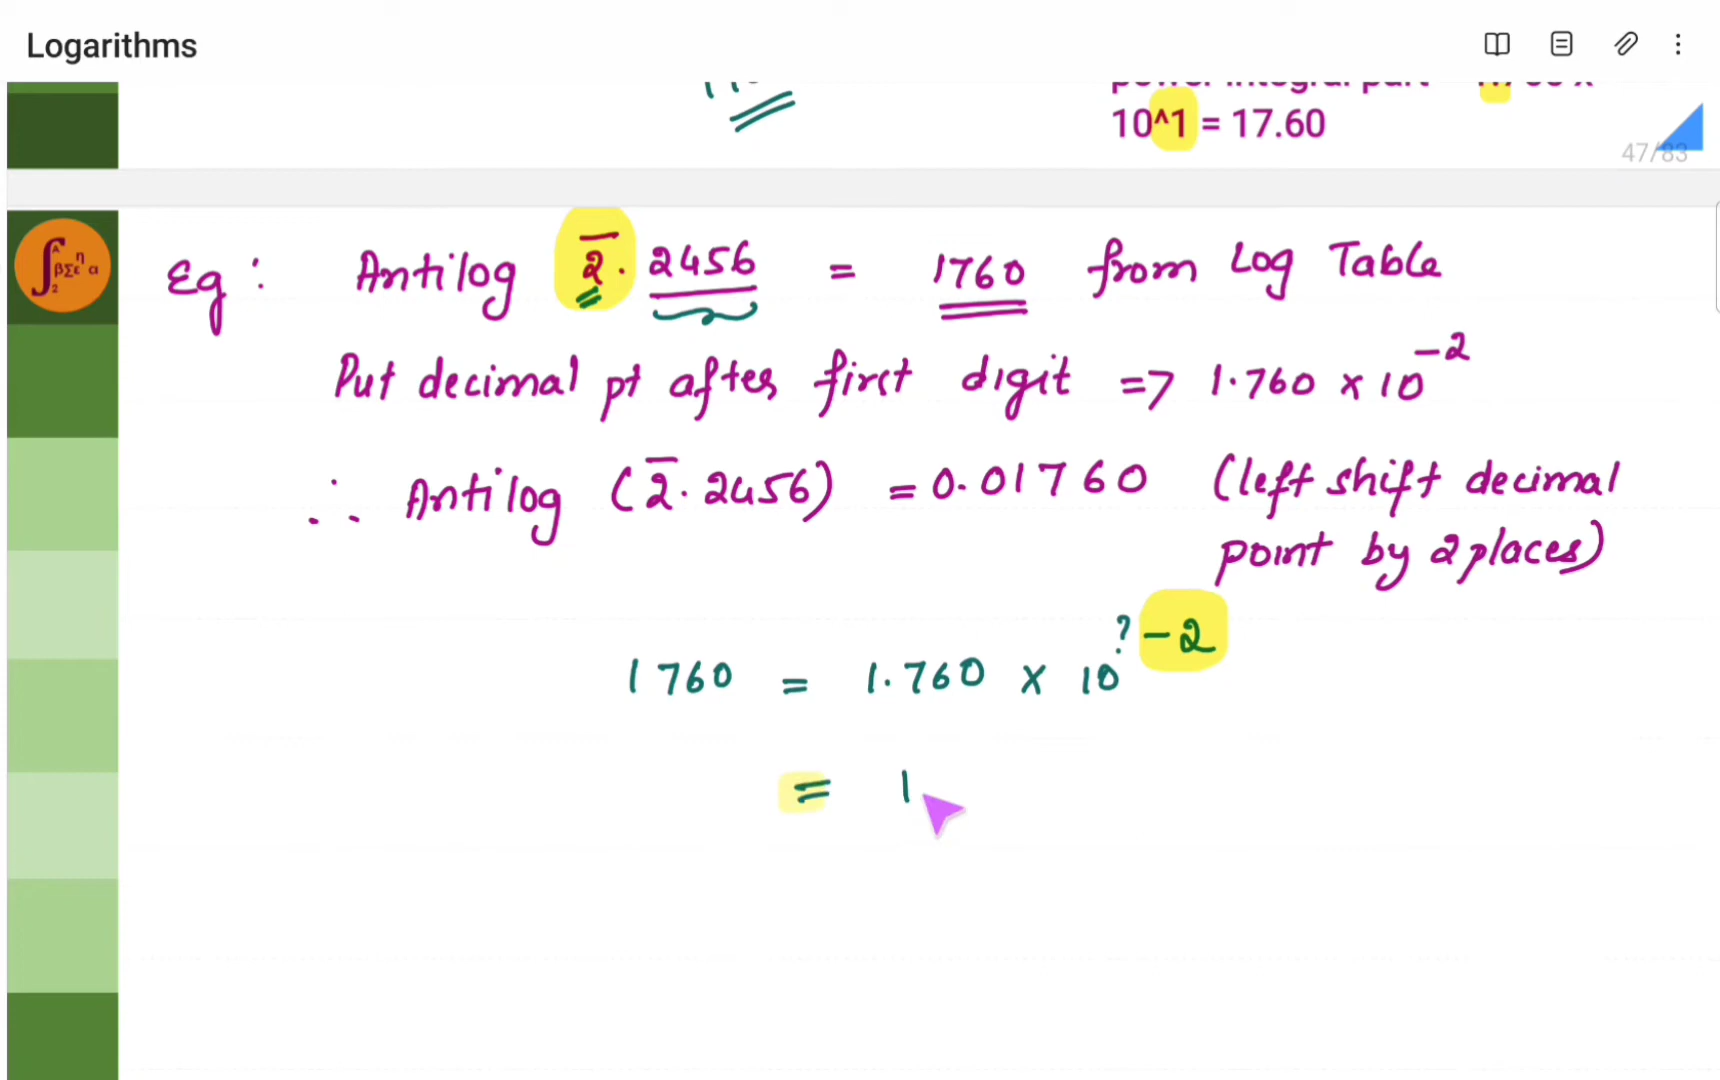 Logarithms
10^1 = 17.60
47/83
Eg : Antilog 2̅.2456 = 1760 from Log Table
Put decimal pt after first digit => 1.760 x 10⁻²
∴ Antilog (2̅.2456) = 0.01760 (left shift decimal
point by 2 places)
1760 = 1.760 x 10^? -2
= 1